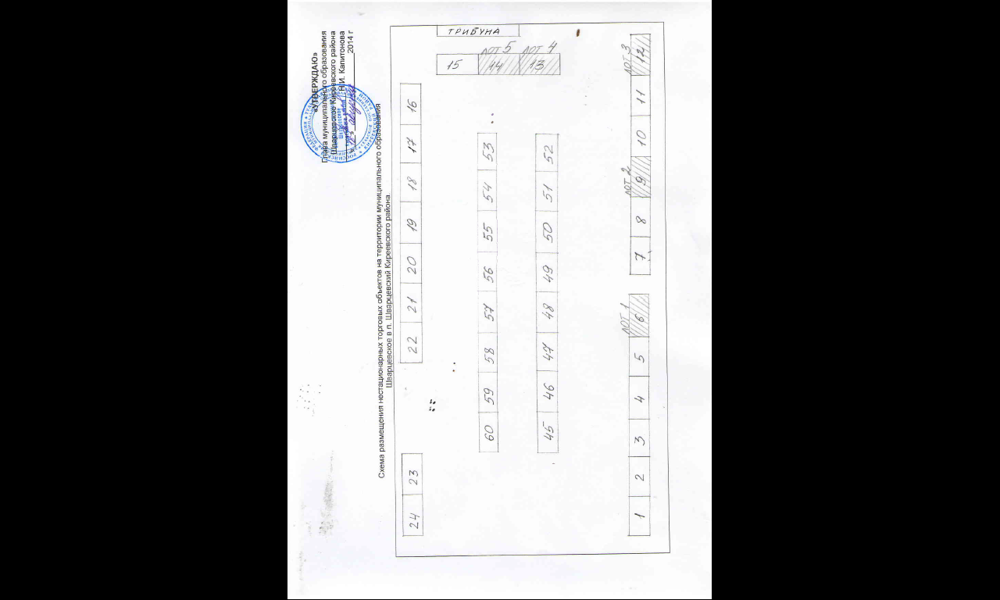 «УТВЕРЖДАЮ»
Глава муниципального образования
Шварцевское Киреевского района
Н.И. Капитонова
2014 г
Схема размещения нестационарных торговых объектов на территории муниципального образования
Шварцевское в п. Шварцевский Киреевского района
24 23 22 21 20 19 18 17 16
ТРИБУНА
ЛОТ 5 ЛОТ 4
15 14 13
60 59 58 57 56 55 54 53
45 46 47 48 49 50 51 52
ЛОТ 1 ЛОТ 2 ЛОТ 3
1 2 3 4 5 6 7 8 9 10 11 12